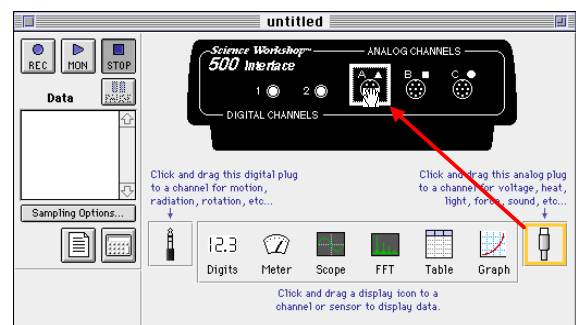 untitled
REC MON STOP
Data PAUSE
Sampling Options...
Science Workshop™
500 Interface
ANALOG CHANNELS
A B C
1 2
DIGITAL CHANNELS
Click and drag this digital plug
to a channel for motion,
radiation, rotation, etc...
Click and drag this analog plug
to a channel for voltage, heat,
light, force, sound, etc...
12.3
Digits Meter Scope FFT Table Graph
Click and drag a display icon to a
channel or sensor to display data.